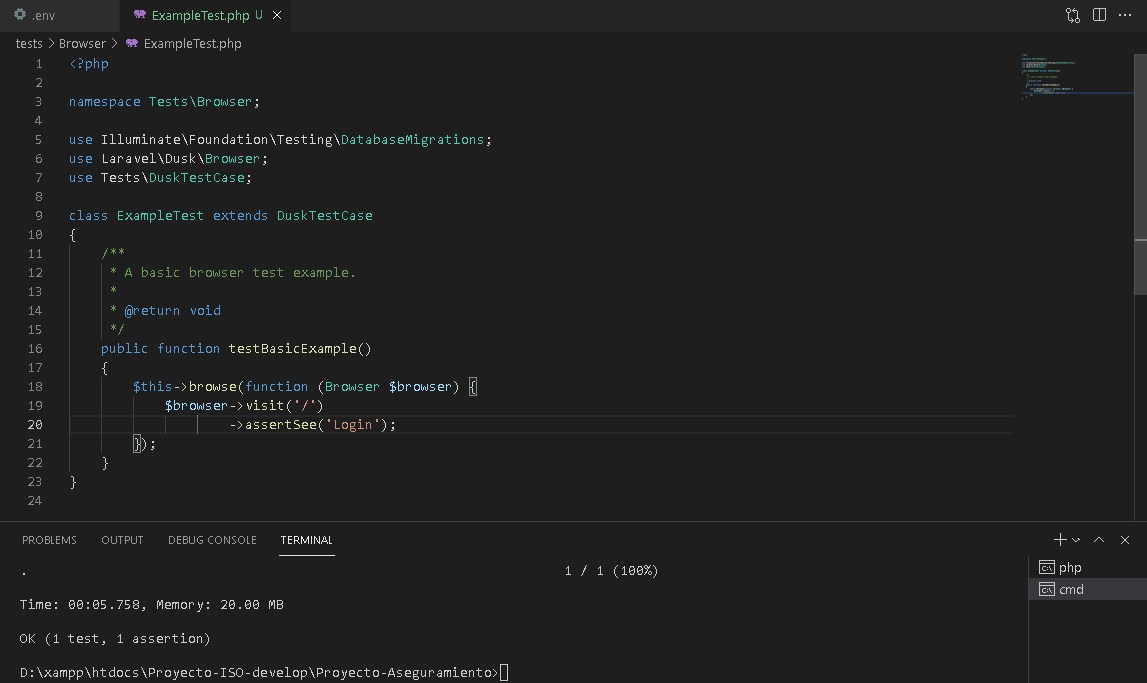 .env
ExampleTest.php U
tests > Browser > ExampleTest.php
1 <?php
2
3 namespace Tests\Browser;
4
5 use Illuminate\Foundation\Testing\DatabaseMigrations;
6 use Laravel\Dusk\Browser;
7 use Tests\DuskTestCase;
8
9 class ExampleTest extends DuskTestCase
10 {
11     /**
12      * A basic browser test example.
13      *
14      * @return void
15      */
16     public function testBasicExample()
17     {
18         $this->browse(function (Browser $browser) {
19             $browser->visit('/')
20                     ->assertSee('Login');
21         });
22     }
23 }
24
PROBLEMS OUTPUT DEBUG CONSOLE TERMINAL
. 1 / 1 (100%)
Time: 00:05.758, Memory: 20.00 MB
OK (1 test, 1 assertion)
D:\xampp\htdocs\Proyecto-ISO-develop\Proyecto-Aseguramiento>
php
cmd